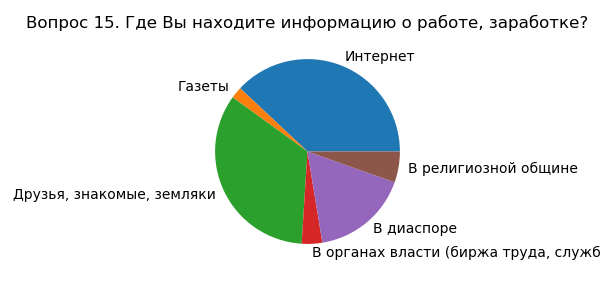 Вопрос 15. Где Вы находите информацию о работе, заработке?
Интернет
Газеты
Друзья, знакомые, земляки
В религиозной общине
В диаспоре
В органах власти (биржа труда, служб